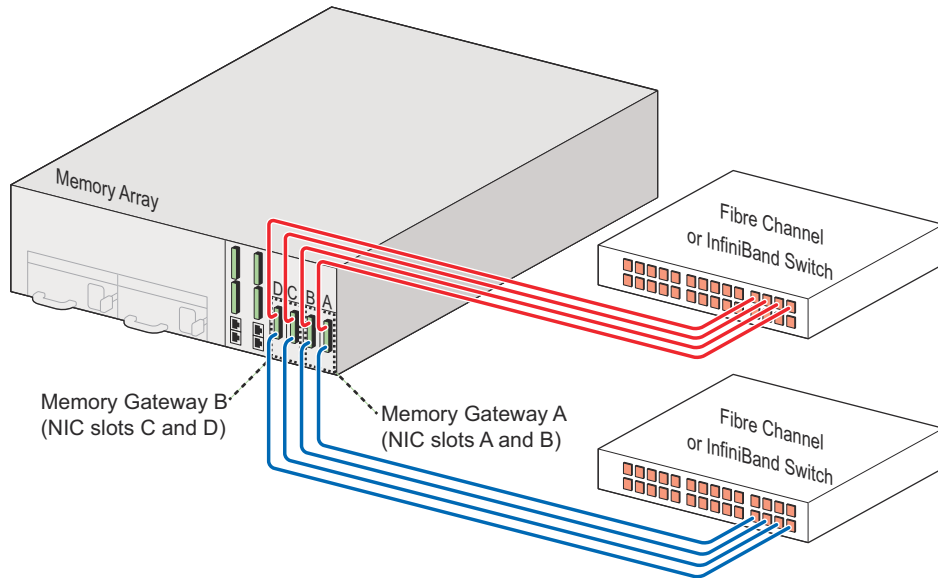 Memory Array
Fibre Channel
or InfiniBand Switch
D C B A
Memory Gateway B
(NIC slots C and D)
Memory Gateway A
(NIC slots A and B)
Fibre Channel
or InfiniBand Switch